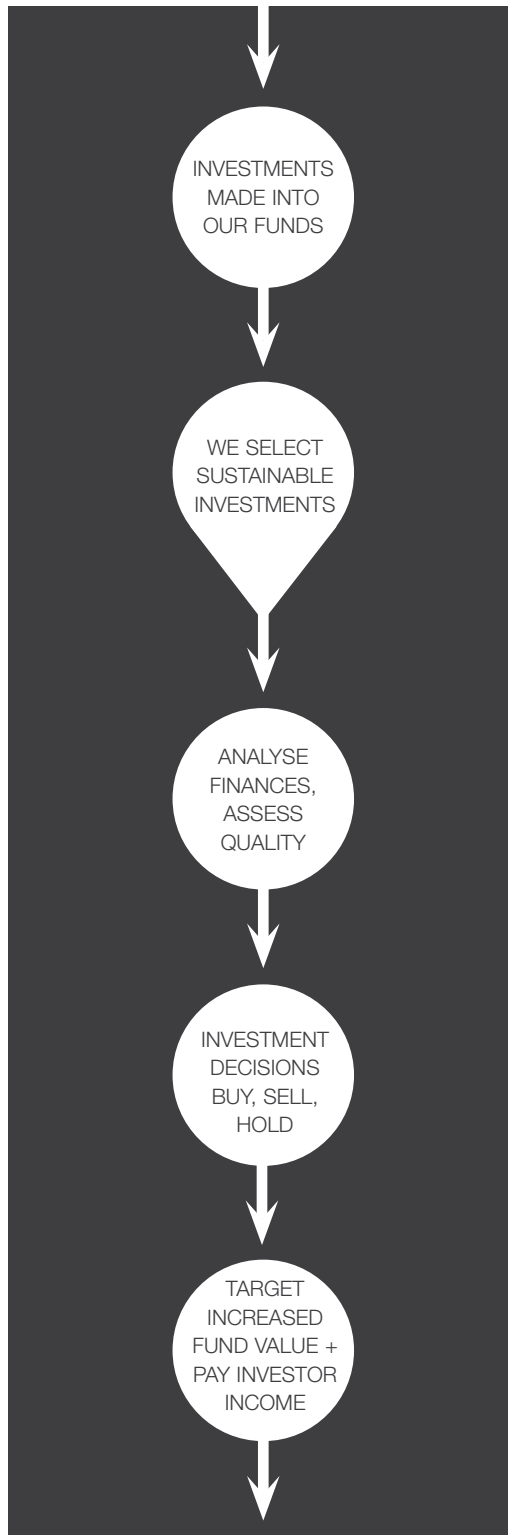 INVESTMENTS
MADE INTO
OUR FUNDS
WE SELECT
SUSTAINABLE
INVESTMENTS
ANALYSE
FINANCES,
ASSESS
QUALITY
INVESTMENT
DECISIONS
BUY, SELL,
HOLD
TARGET
INCREASED
FUND VALUE +
PAY INVESTOR
INCOME